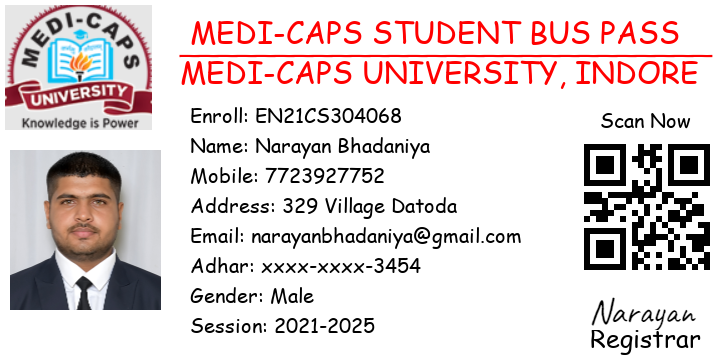 MEDI-CAPS
UNIVERSITY
Knowledge is Power
MEDI-CAPS STUDENT BUS PASS
MEDI-CAPS UNIVERSITY, INDORE
Enroll: EN21CS304068
Name: Narayan Bhadaniya
Mobile: 7723927752
Address: 329 Village Datoda
Email: narayanbhadaniya@gmail.com
Adhar: xxxx-xxxx-3454
Gender: Male
Session: 2021-2025
Scan Now
Narayan
Registrar